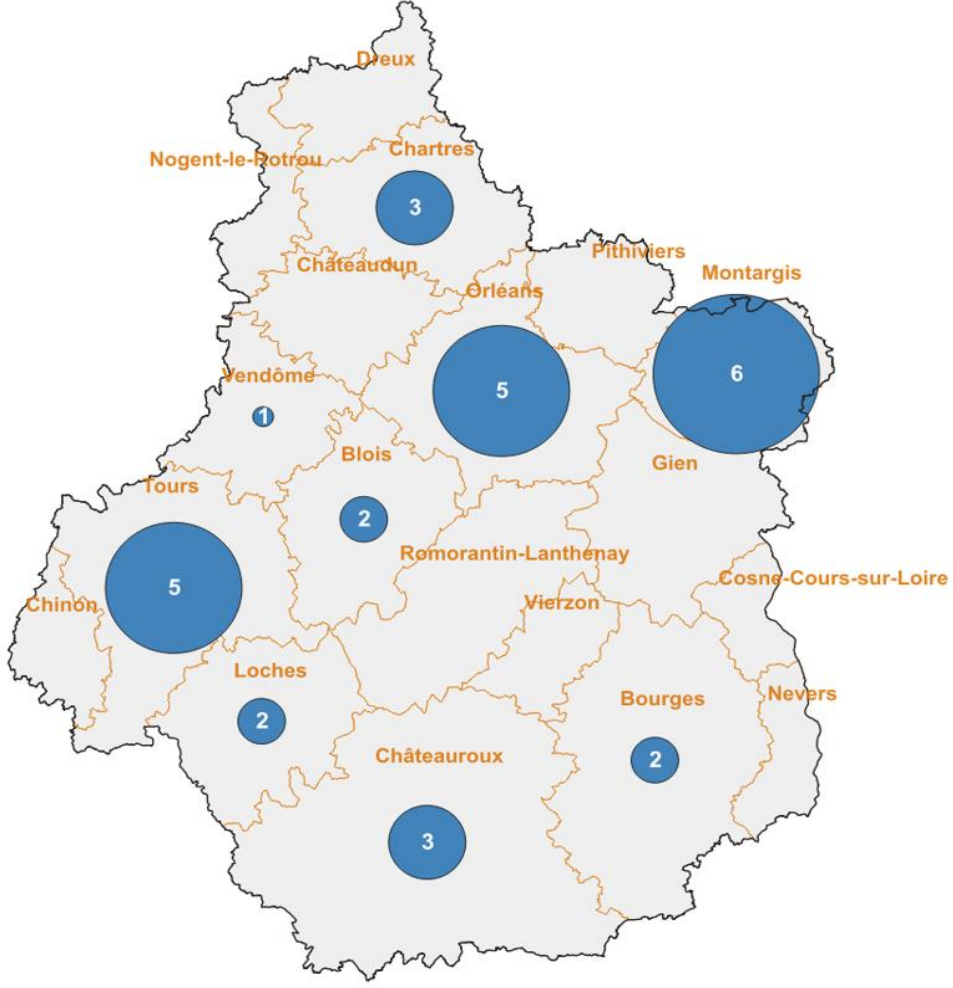 Dreux
Chartres
Nogent-le-Rotrou
3
Pithiviers
Châteaudun
Montargis
Orléans
6
Vendôme
5
1
Blois
Gien
Tours
2
Romorantin-Lanthenay
Cosne-Cours-sur-Loire
5
Vierzon
Chinon
Loches
Nevers
Bourges
2
Châteauroux
2
3